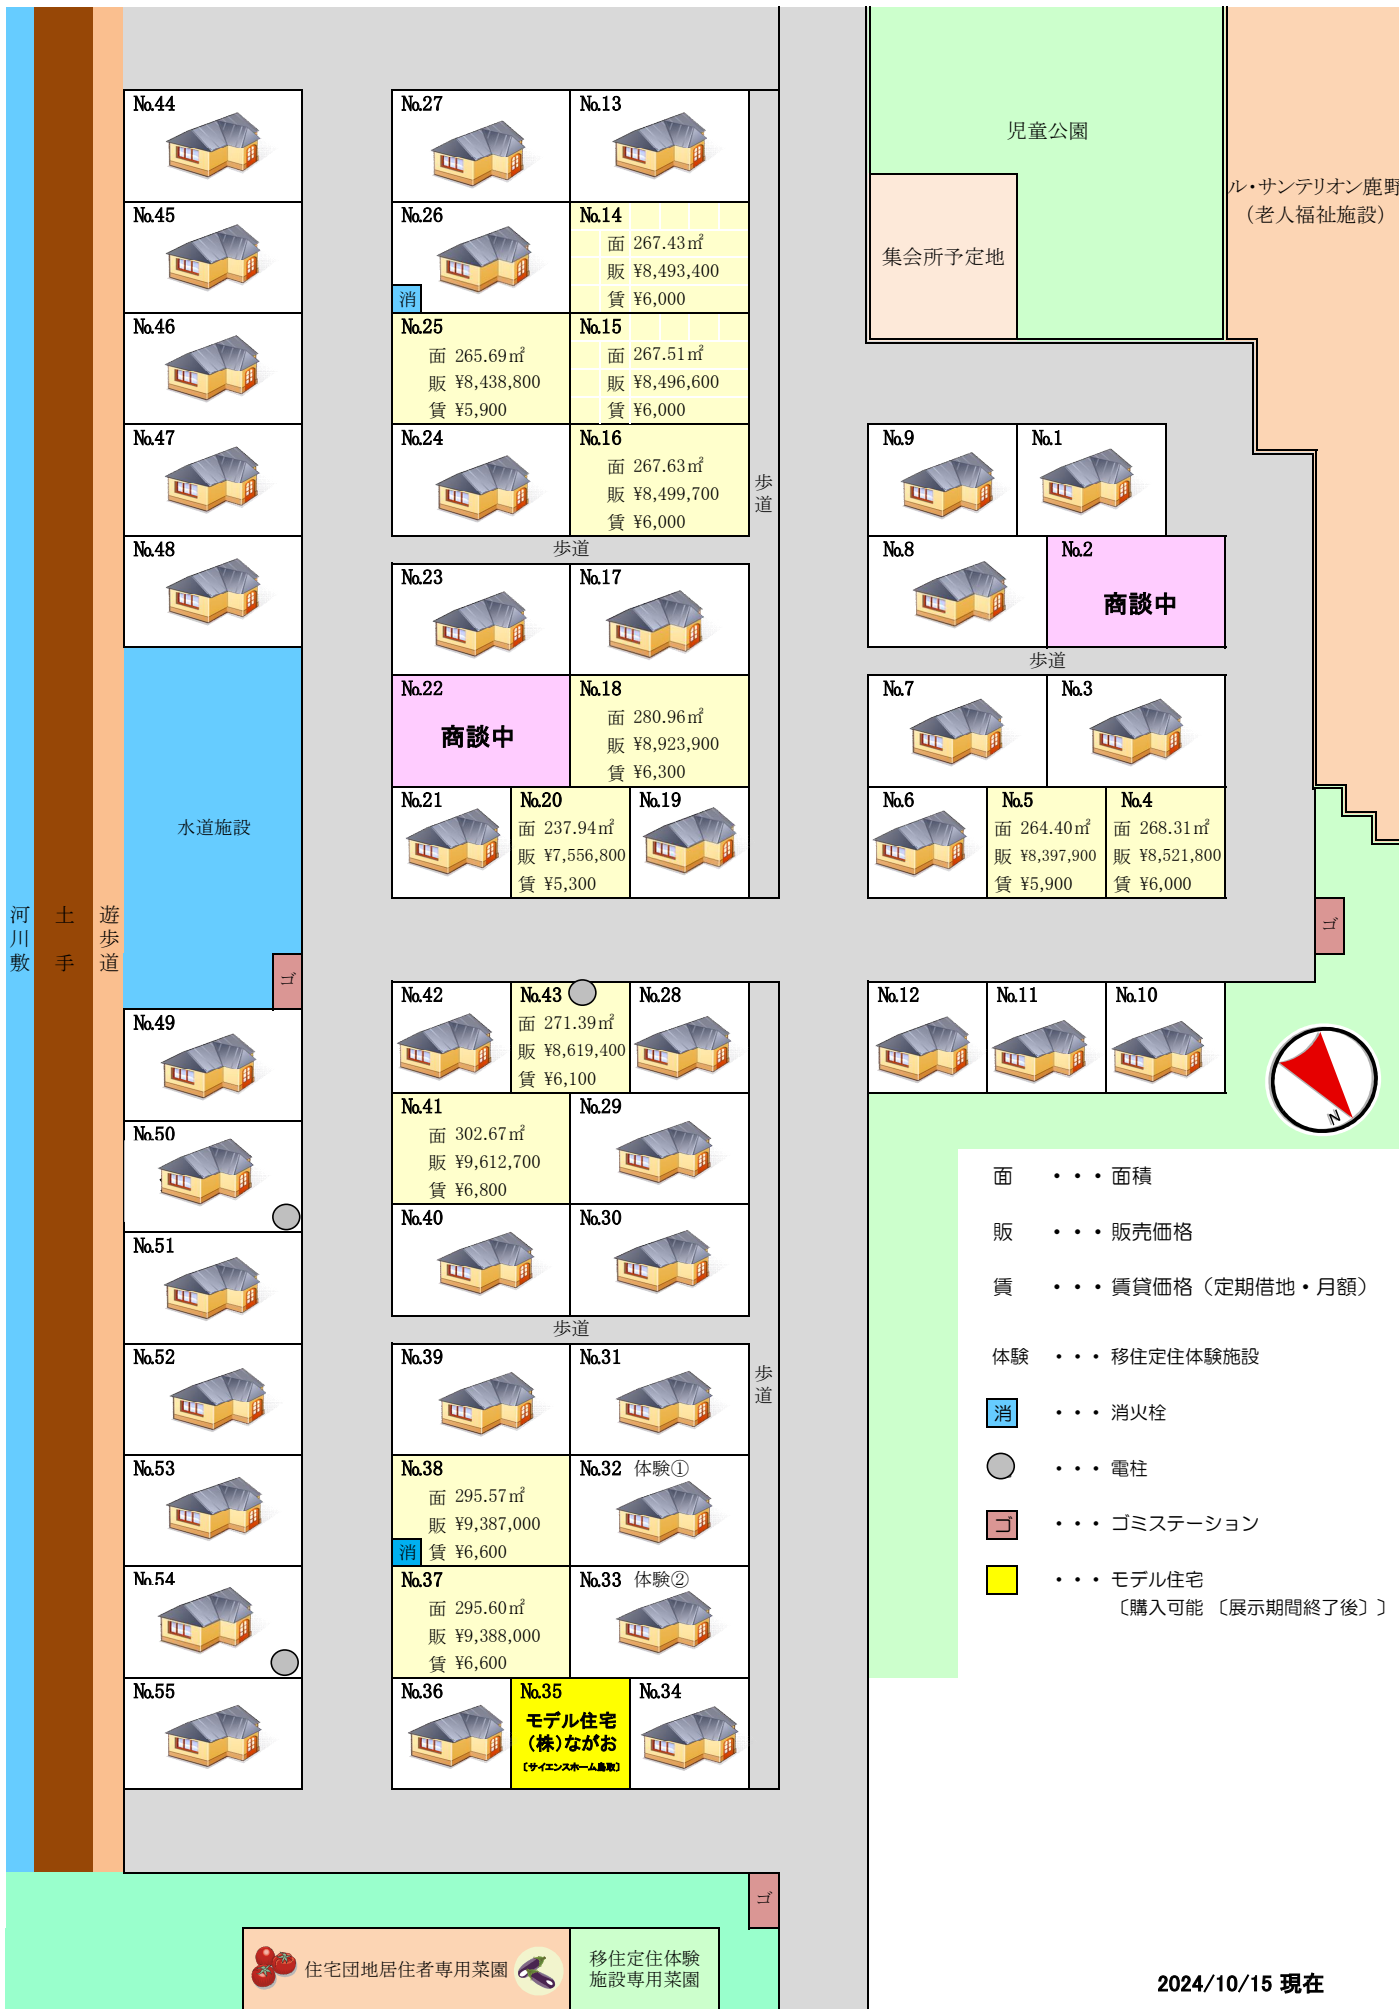 No.44
No.45
No.46
No.47
No.48
水道施設
ゴ
No.49
No.50
No.51
No.52
No.53
No.54
No.55
河川敷
土手
遊歩道
No.27
No.13
No.26
消
No.14
面 267.43㎡
販 ¥8,493,400
賃 ¥6,000
No.25
面 265.69㎡
販 ¥8,438,800
賃 ¥5,900
No.15
面 267.51㎡
販 ¥8,496,600
賃 ¥6,000
No.24
No.16
面 267.63㎡
販 ¥8,499,700
賃 ¥6,000
歩道
歩道
No.23
No.17
No.22
商談中
No.18
面 280.96㎡
販 ¥8,923,900
賃 ¥6,300
No.21
No.20
面 237.94㎡
販 ¥7,556,800
賃 ¥5,300
No.19
No.42
No.43
面 271.39㎡
販 ¥8,619,400
賃 ¥6,100
No.28
No.41
面 302.67㎡
販 ¥9,612,700
賃 ¥6,800
No.29
No.40
No.30
歩道
歩道
No.39
No.31
No.38
面 295.57㎡
販 ¥9,387,000
賃 ¥6,600
消
No.32 体験①
No.37
面 295.60㎡
販 ¥9,388,000
賃 ¥6,600
No.33 体験②
No.36
No.35
モデル住宅
(株)ながお
〔サイエンスホーム鳥取〕
No.34
児童公園
集会所予定地
ル・サンテリオン鹿野
(老人福祉施設)
No.9
No.1
No.8
No.2
商談中
歩道
No.7
No.3
No.6
No.5
面 264.40㎡
販 ¥8,397,900
賃 ¥5,900
No.4
面 268.31㎡
販 ¥8,521,800
賃 ¥6,000
ゴ
No.12
No.11
No.10
N
面 ・・・ 面積
販 ・・・ 販売価格
賃 ・・・ 賃貸価格（定期借地・月額）
体験 ・・・ 移住定住体験施設
消 ・・・ 消火栓
・・・ 電柱
ゴ ・・・ ゴミステーション
・・・ モデル住宅
〔購入可能 〔展示期間終了後〕〕
ゴ
住宅団地居住者専用菜園
移住定住体験
施設専用菜園
2024/10/15 現在